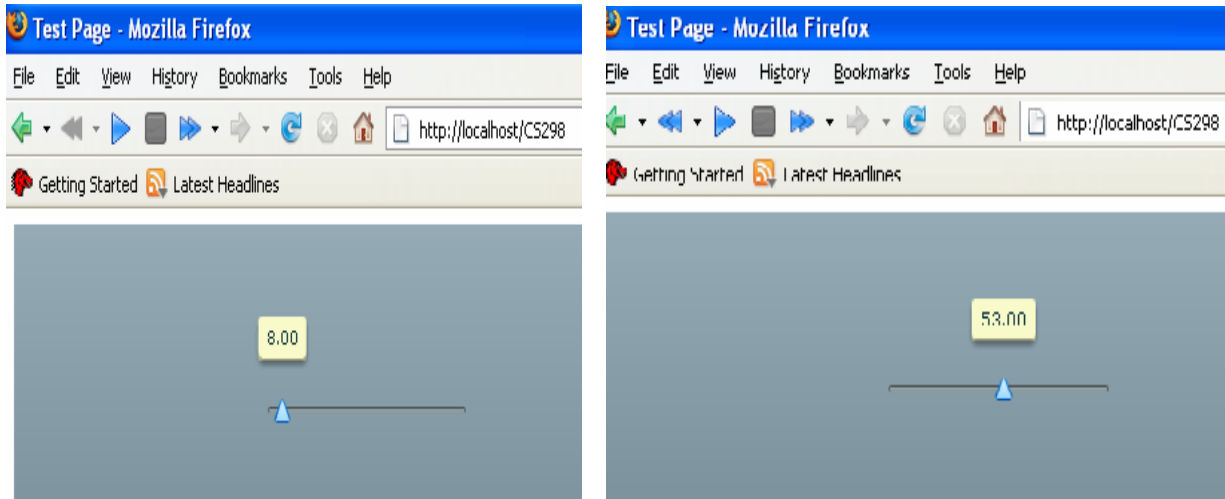 Test Page - Mozilla Firefox
File Edit View History Bookmarks Tools Help
http://localhost/CS298
Getting Started Latest Headlines
8.00
Test Page - Mozilla Firefox
File Edit View History Bookmarks Tools Help
http://localhost/CS298
Getting Started Latest Headlines
53.00